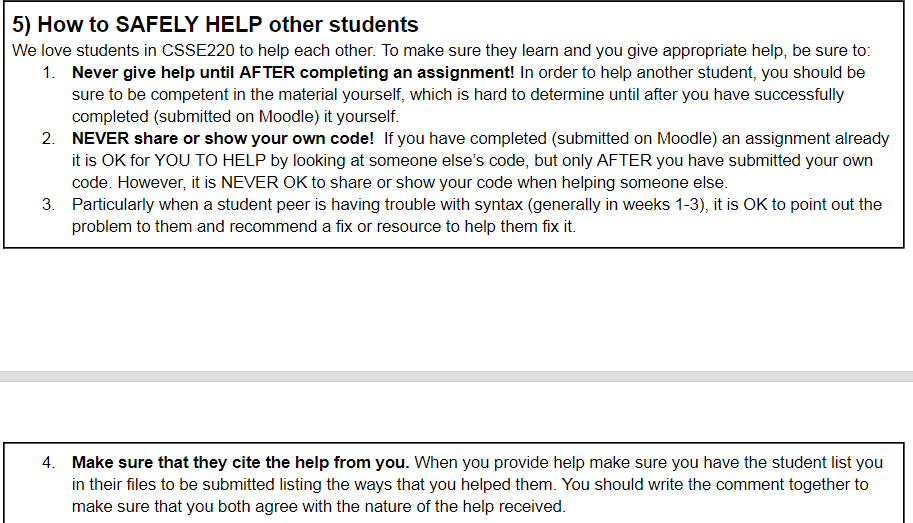 5) How to SAFELY HELP other students
We love students in CSSE220 to help each other. To make sure they learn and you give appropriate help, be sure to:
1. Never give help until AFTER completing an assignment! In order to help another student, you should be
sure to be competent in the material yourself, which is hard to determine until after you have successfully
completed (submitted on Moodle) it yourself.
2. NEVER share or show your own code! If you have completed (submitted on Moodle) an assignment already
it is OK for YOU TO HELP by looking at someone else's code, but only AFTER you have submitted your own
code. However, it is NEVER OK to share or show your code when helping someone else.
3. Particularly when a student peer is having trouble with syntax (generally in weeks 1-3), it is OK to point out the
problem to them and recommend a fix or resource to help them fix it.
4. Make sure that they cite the help from you. When you provide help make sure you have the student list you
in their files to be submitted listing the ways that you helped them. You should write the comment together to
make sure that you both agree with the nature of the help received.